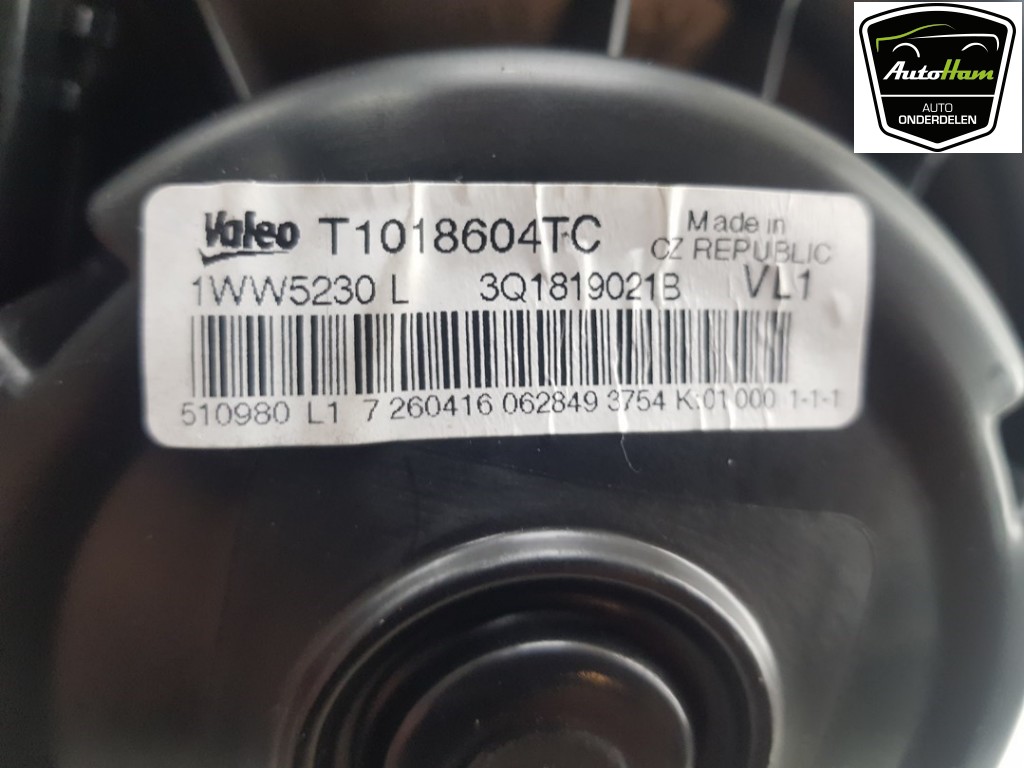 AutoHam
AUTO
ONDERDELEN
Valeo T1018604TC Made in
CZ REPUBLIC
1WW5230 L 3Q1819021B VL1
510980 L1 7 260416 062849 3754 K:01 000 1-1-1